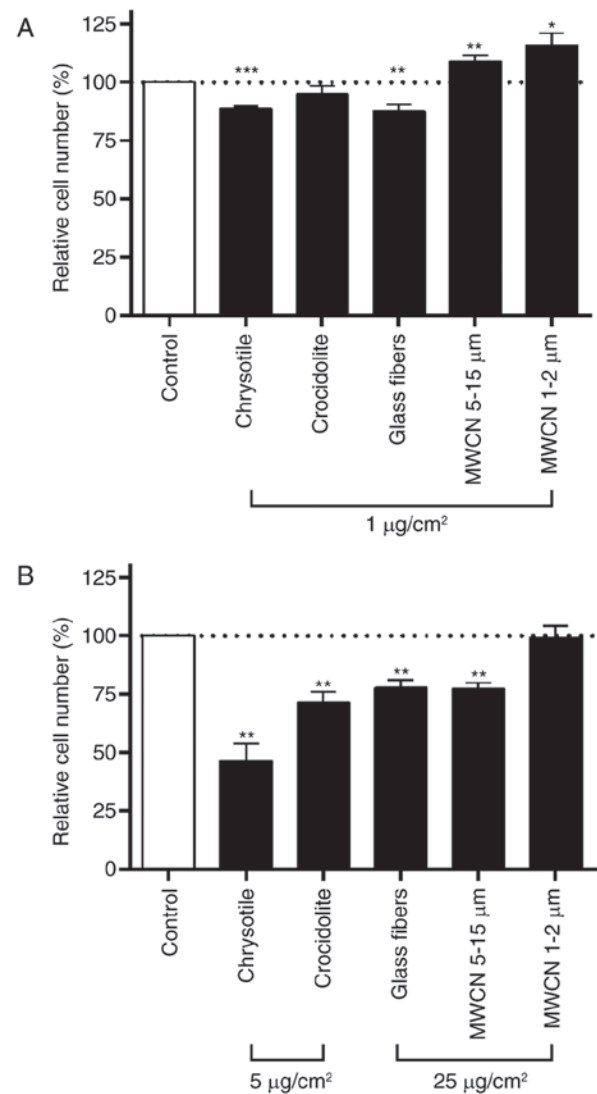 A
Relative cell number (%)
125
100
75
50
25
0
***
**
**
*
Control
Chrysotile
Crocidolite
Glass fibers
MWCN 5-15 μm
MWCN 1-2 μm
1 μg/cm²
B
Relative cell number (%)
125
100
75
50
25
0
**
**
**
**
Control
Chrysotile
Crocidolite
Glass fibers
MWCN 5-15 μm
MWCN 1-2 μm
5 μg/cm²
25 μg/cm²